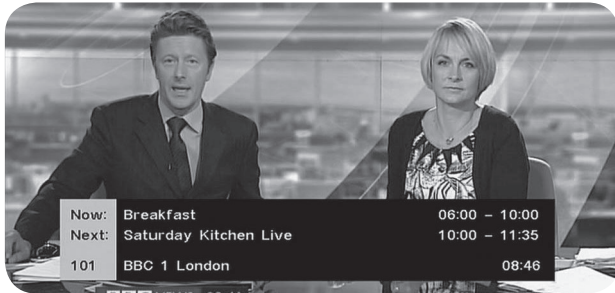 Now: Breakfast 06:00 – 10:00
Next: Saturday Kitchen Live 10:00 – 11:35
101 BBC 1 London 08:46